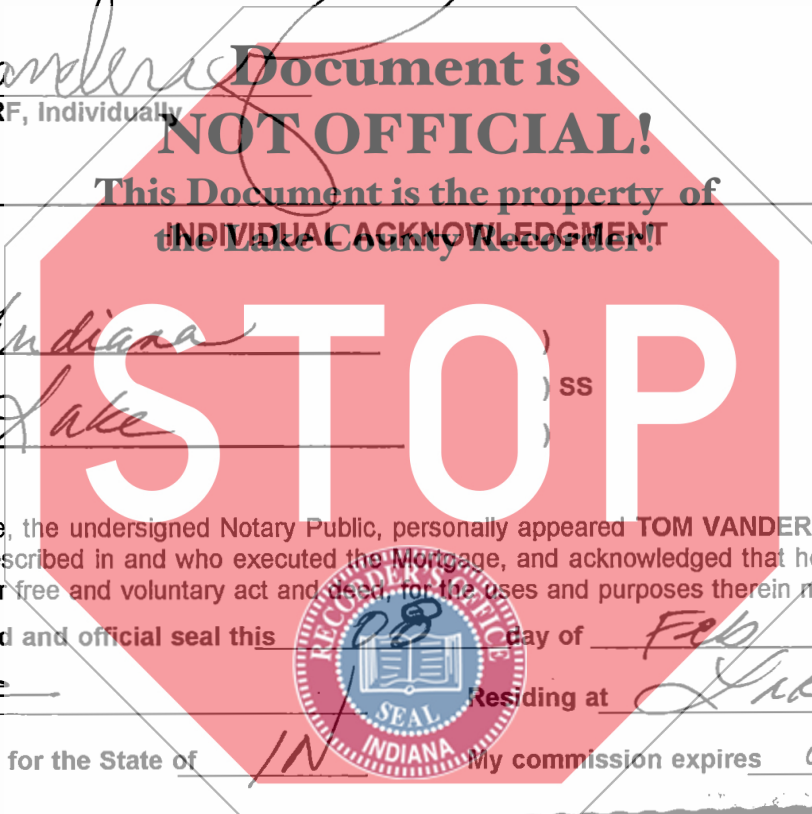 Document is
RF, Individually
NOT OFFICIAL!
This Document is the property of
INDIVIDUAL ACKNOWLEDGMENT
the Lake County Recorder!
Indiana )
STOP
) SS
Lake )
the undersigned Notary Public, personally appeared TOM VANDER
scribed in and who executed the Mortgage, and acknowledged that he
free and voluntary act and deed, for the uses and purposes therein m
d and official seal this 08 day of Feb
RECORDER'S OFFICE
SEAL
INDIANA
Residing at
for the State of IN My commission expires